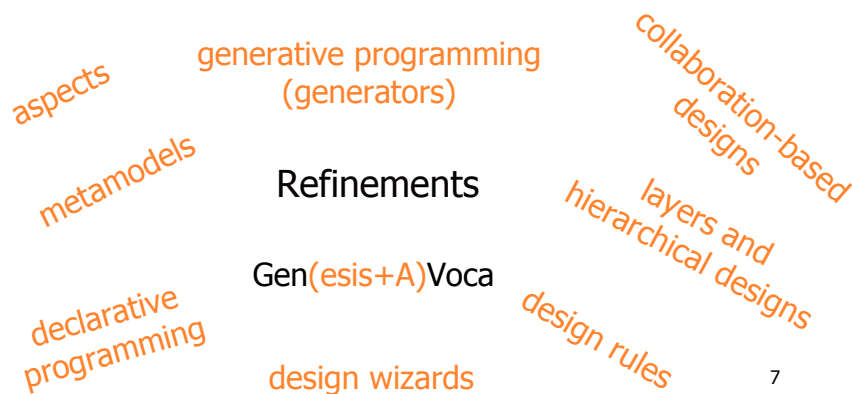 generative programming
(generators)
collaboration-based
designs
aspects
metamodels
Refinements
layers and
hierarchical designs
Gen(esis+A)Voca
declarative
programming
design rules
design wizards
7